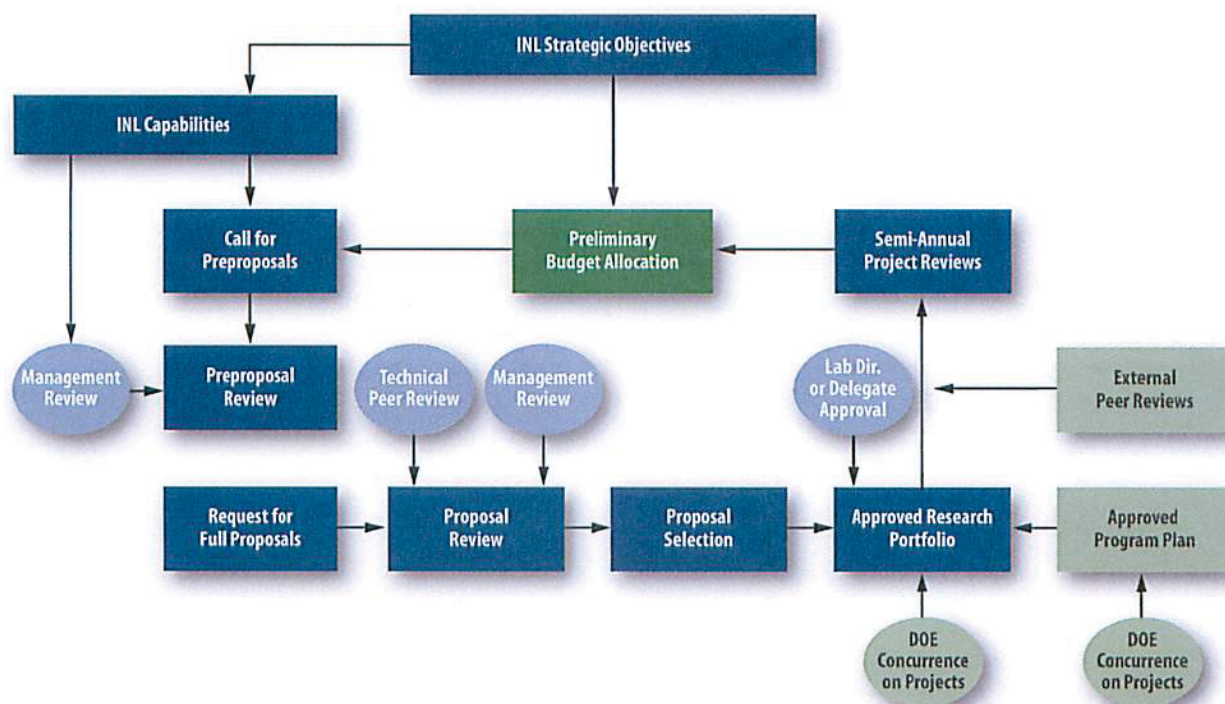 INL Strategic Objectives
INL Capabilities
Call for
Preproposals
Preliminary
Budget Allocation
Semi-Annual
Project Reviews
Management
Review
Preproposal
Review
Technical
Peer Review
Management
Review
Lab Dir.
or Delegate
Approval
External
Peer Reviews
Request for
Full Proposals
Proposal
Review
Proposal
Selection
Approved Research
Portfolio
Approved
Program Plan
DOE
Concurrence
on Projects
DOE
Concurrence
on Projects